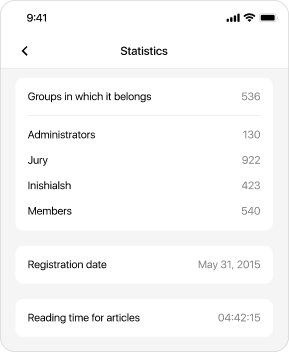 9:41
Statistics
Groups in which it belongs 536
Administrators 130
Jury 922
Inishialsh 423
Members 540
Registration date May 31, 2015
Reading time for articles 04:42:15